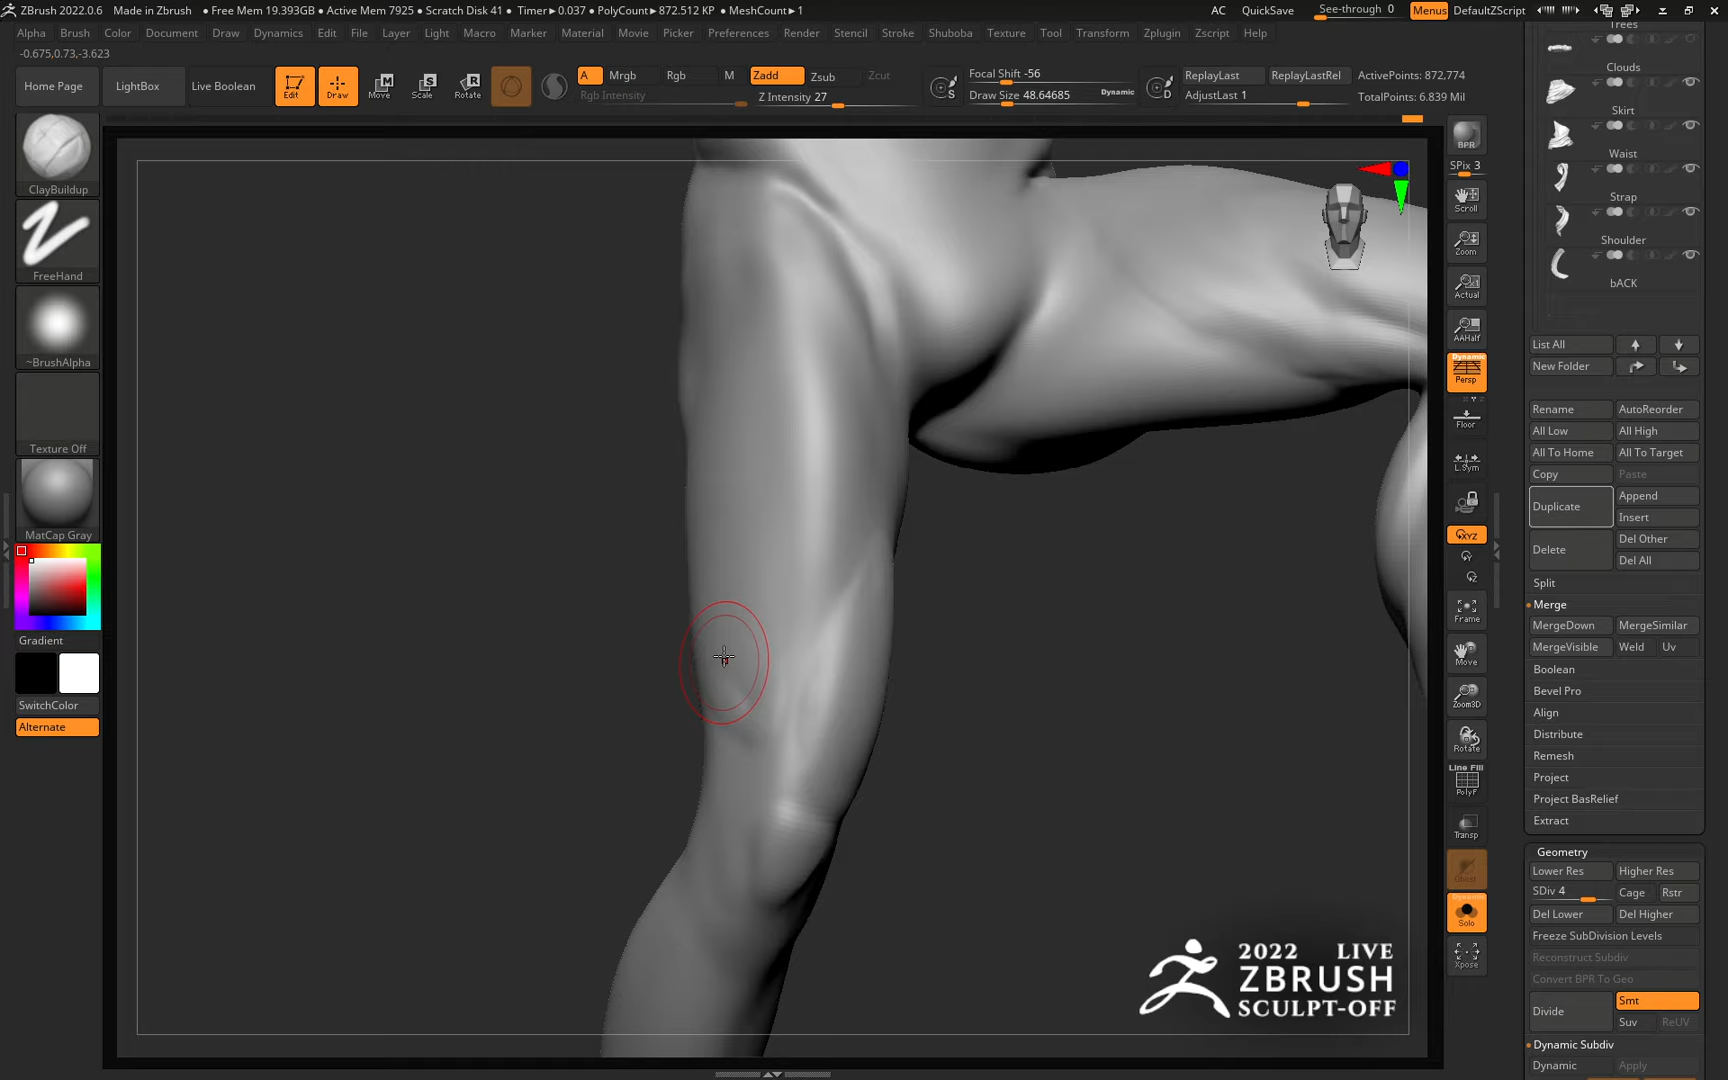 ZBrush 2022.0.6 Made in Zbrush • Free Mem 19.393GB • Active Mem 7925 • Scratch Disk 41 • Timer▸0.037 • PolyCount▸872.512 KP • MeshCount▸1 AC QuickSave See-through 0 Menus DefaultZScript
Alpha Brush Color Document Draw Dynamics Edit File Layer Light Macro Marker Material Movie Picker Preferences Render Stencil Stroke Shuboba Texture Tool Transform Zplugin Zscript Help
-0.675,0.73,-3.623
Home Page LightBox Live Boolean Edit Draw Move Scale Rotate A Mrgb Rgb M Zadd Zsub Zcut
Rgb Intensity Z Intensity 27
S Focal Shift -56
Draw Size 48.64685 Dynamic
D ReplayLast ReplayLastRel
AdjustLast 1
ActivePoints: 872,774
TotalPoints: 6.839 Mil
ClayBuildup
FreeHand
~BrushAlpha
Texture Off
MatCap Gray
Gradient
SwitchColor
Alternate
BPR
SPix 3
Scroll
Zoom
Actual
AAHalf
Dynamic
Persp
Floor
L.Sym
XYZ
Y
Z
Frame
Move
Zoom3D
Rotate
Line Fill
PolyF
Transp
Ghost
Dynamic
Solo
Xpose
2022 LIVE
ZBRUSH
SCULPT-OFF
Trees
Clouds
Skirt
Waist
Strap
Shoulder
bACK
List All
New Folder
Rename AutoReorder
All Low All High
All To Home All To Target
Copy Paste
Duplicate Append
Insert
Delete Del Other
Del All
Split
Merge
MergeDown MergeSimilar
MergeVisible Weld Uv
Boolean
Bevel Pro
Align
Distribute
Remesh
Project
Project BasRelief
Extract
Geometry
Lower Res Higher Res
SDiv 4 Cage Rstr
Del Lower Del Higher
Freeze SubDivision Levels
Reconstruct Subdiv
Convert BPR To Geo
Divide Smt
Suv ReUV
Dynamic Subdiv
Dynamic Apply